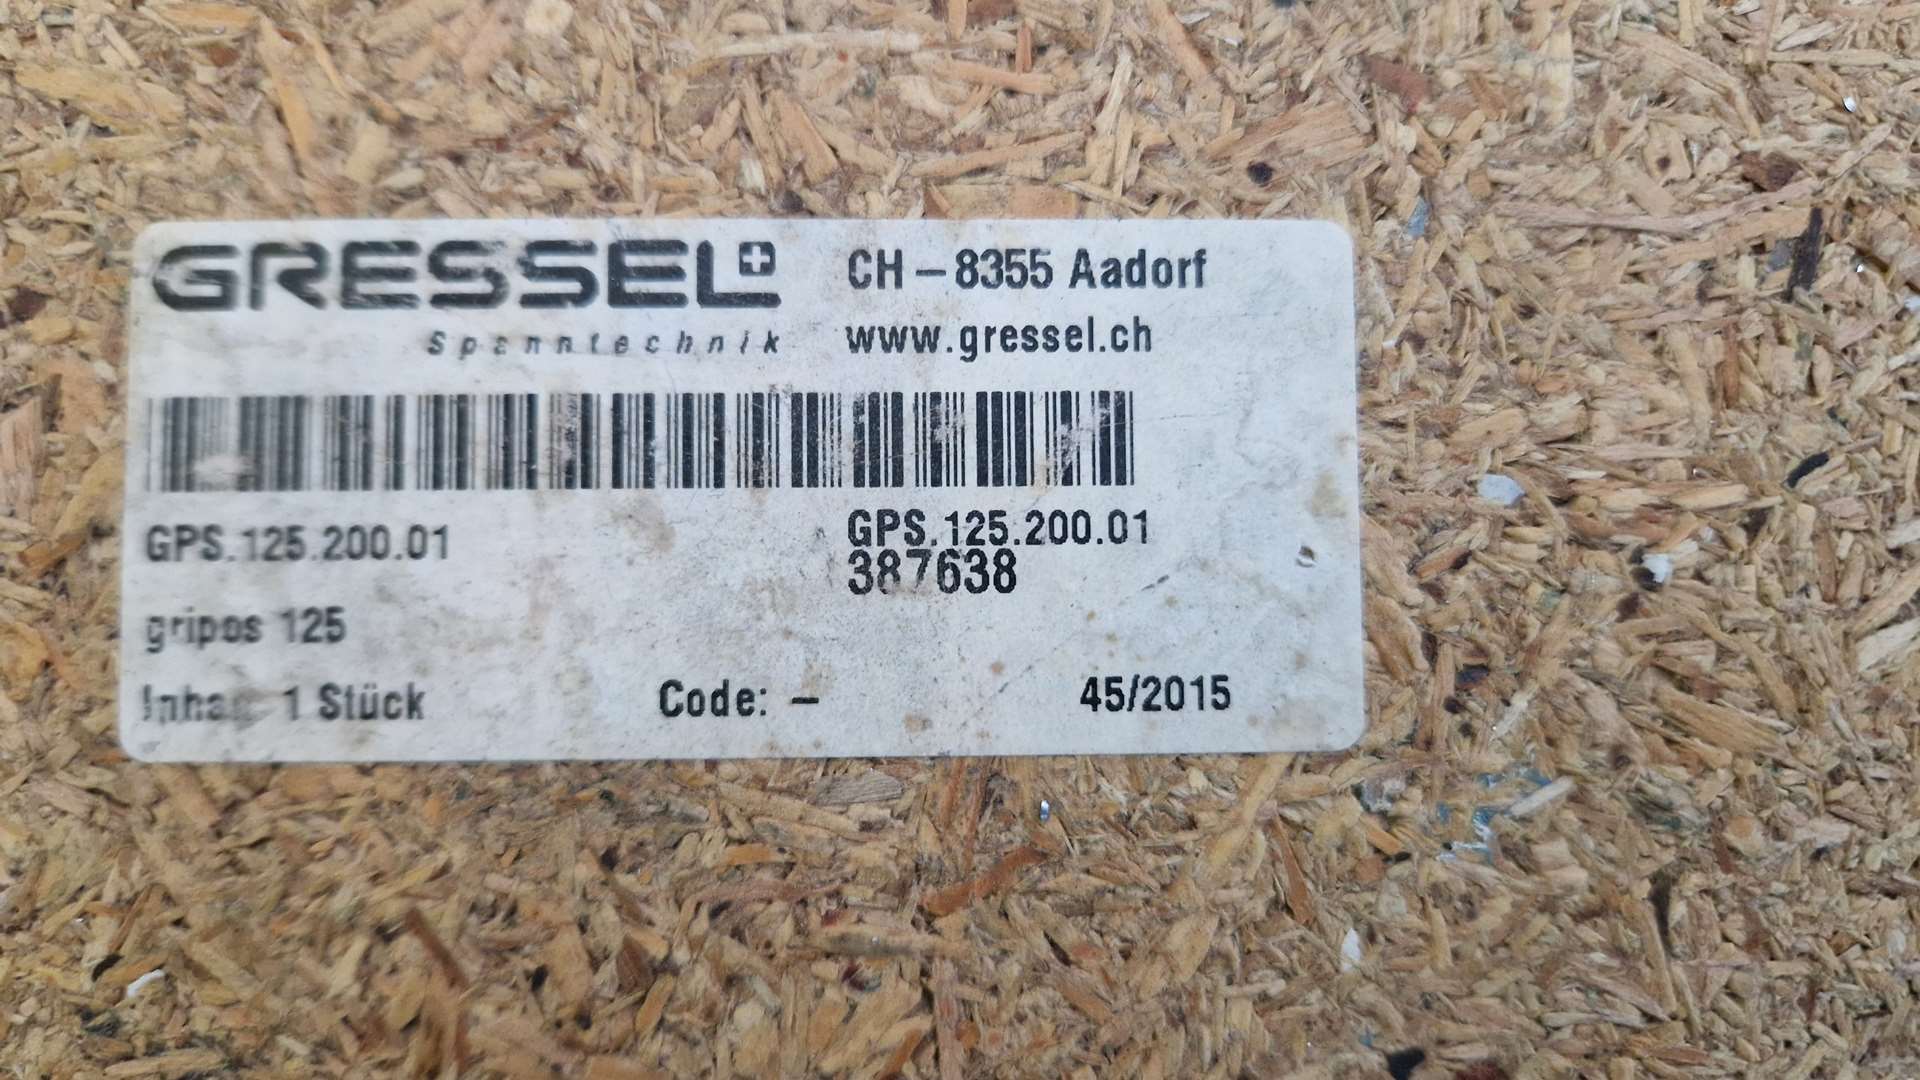 GRESSEL
Spanntechnik
CH – 8355 Aadorf
www.gressel.ch
GPS.125.200.01
gripos 125
Inhalt: 1 Stück
GPS.125.200.01
387638
Code: –
45/2015